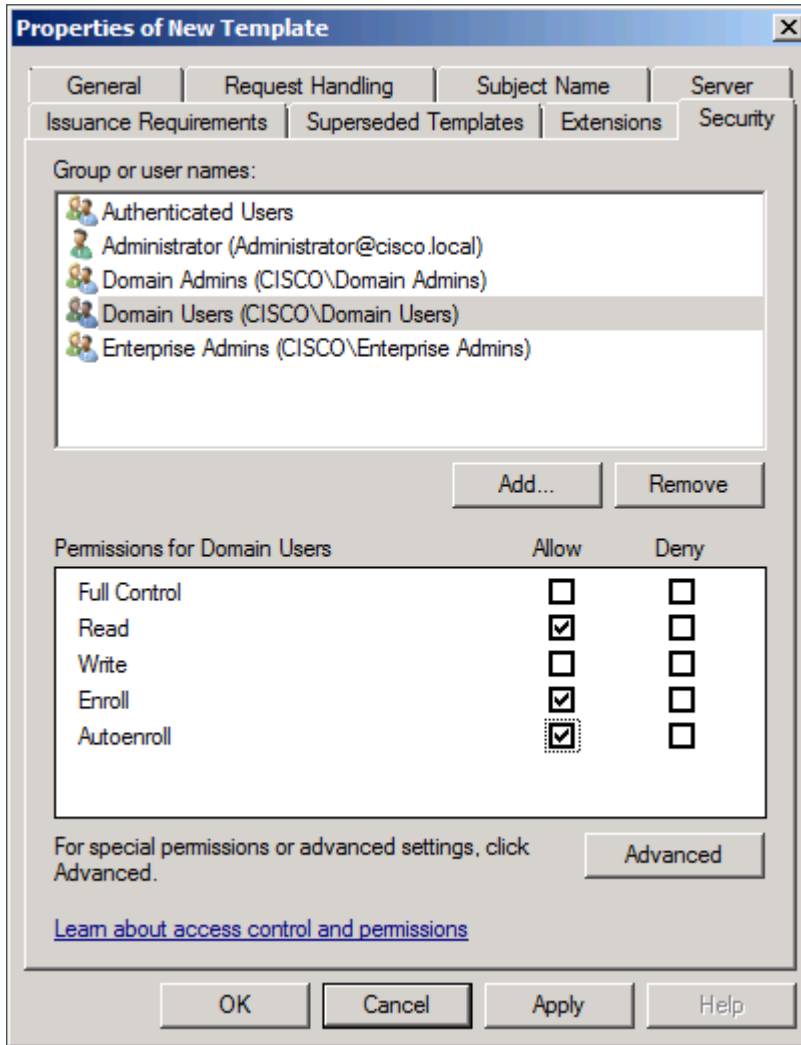 Properties of New Template
General Request Handling Subject Name Server
Issuance Requirements Superseded Templates Extensions Security
Group or user names:
Authenticated Users
Administrator (Administrator@cisco.local)
Domain Admins (CISCO\Domain Admins)
Domain Users (CISCO\Domain Users)
Enterprise Admins (CISCO\Enterprise Admins)
Add... Remove
Permissions for Domain Users Allow Deny
Full Control
Read
Write
Enroll
Autoenroll
For special permissions or advanced settings, click
Advanced.
Advanced
Learn about access control and permissions
OK Cancel Apply Help